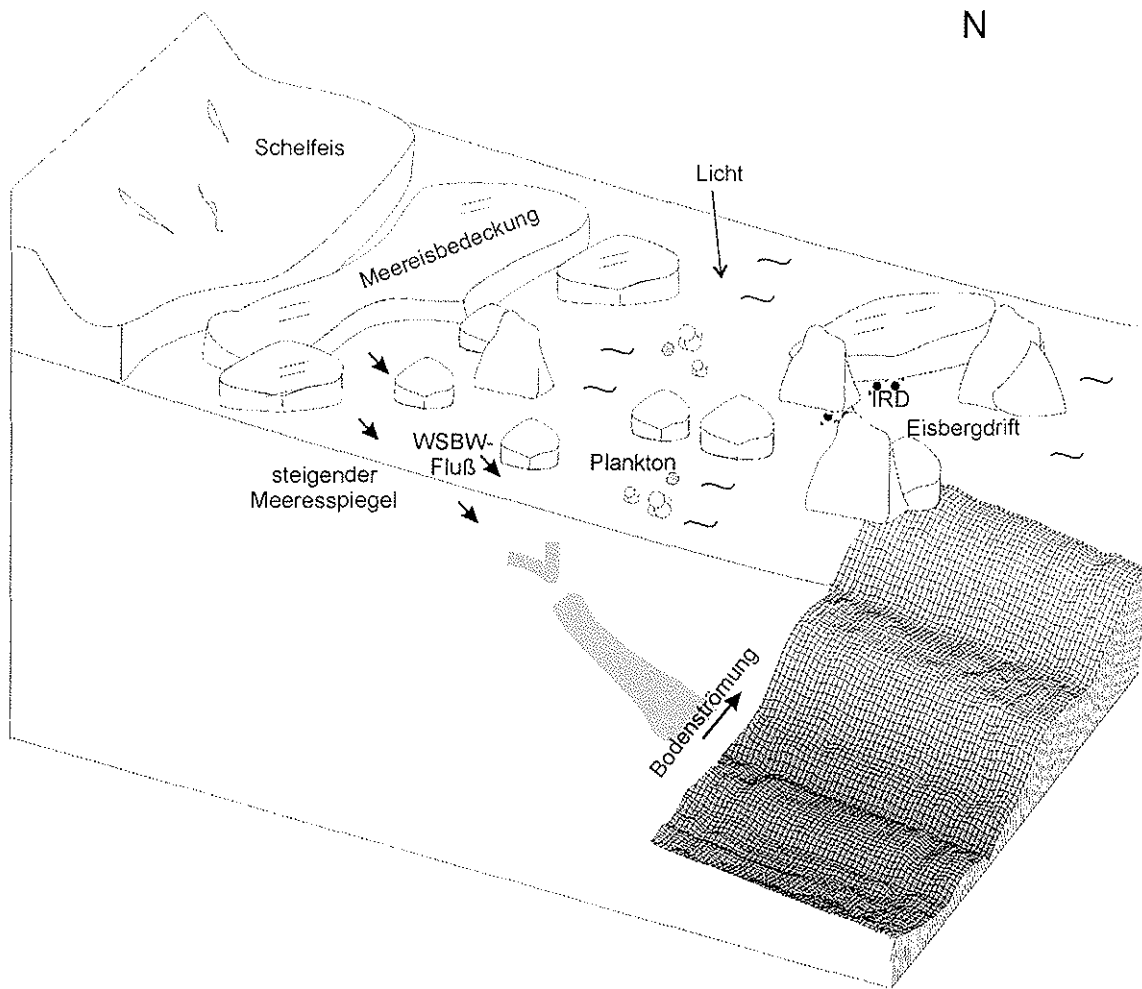 N
Schelfeis
Licht
Meereisbedeckung
IRD
Eisbergdrift
WSBW-
Fluß
Plankton
steigender
Meeresspiegel
Bodenströmung